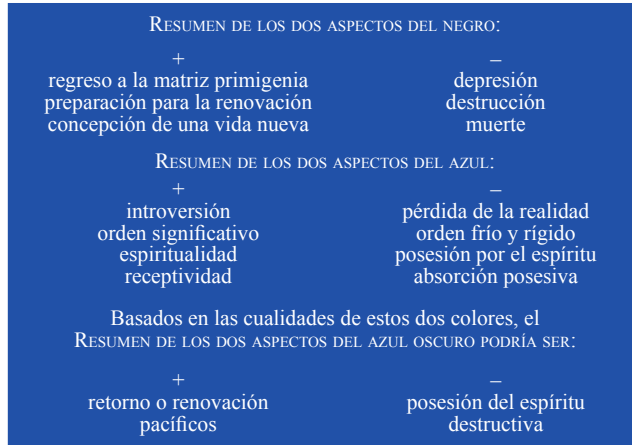 RESUMEN DE LOS DOS ASPECTOS DEL NEGRO:
+ –
regreso a la matriz primigenia depresión
preparación para la renovación destrucción
concepción de una vida nueva muerte
RESUMEN DE LOS DOS ASPECTOS DEL AZUL:
+ –
introversión pérdida de la realidad
orden significativo orden frío y rígido
espiritualidad posesión por el espíritu
receptividad absorción posesiva
Basados en las cualidades de estos dos colores, el
RESUMEN DE LOS DOS ASPECTOS DEL AZUL OSCURO PODRÍA SER:
+ –
retorno o renovación posesión del espíritu
pacíficos destructiva